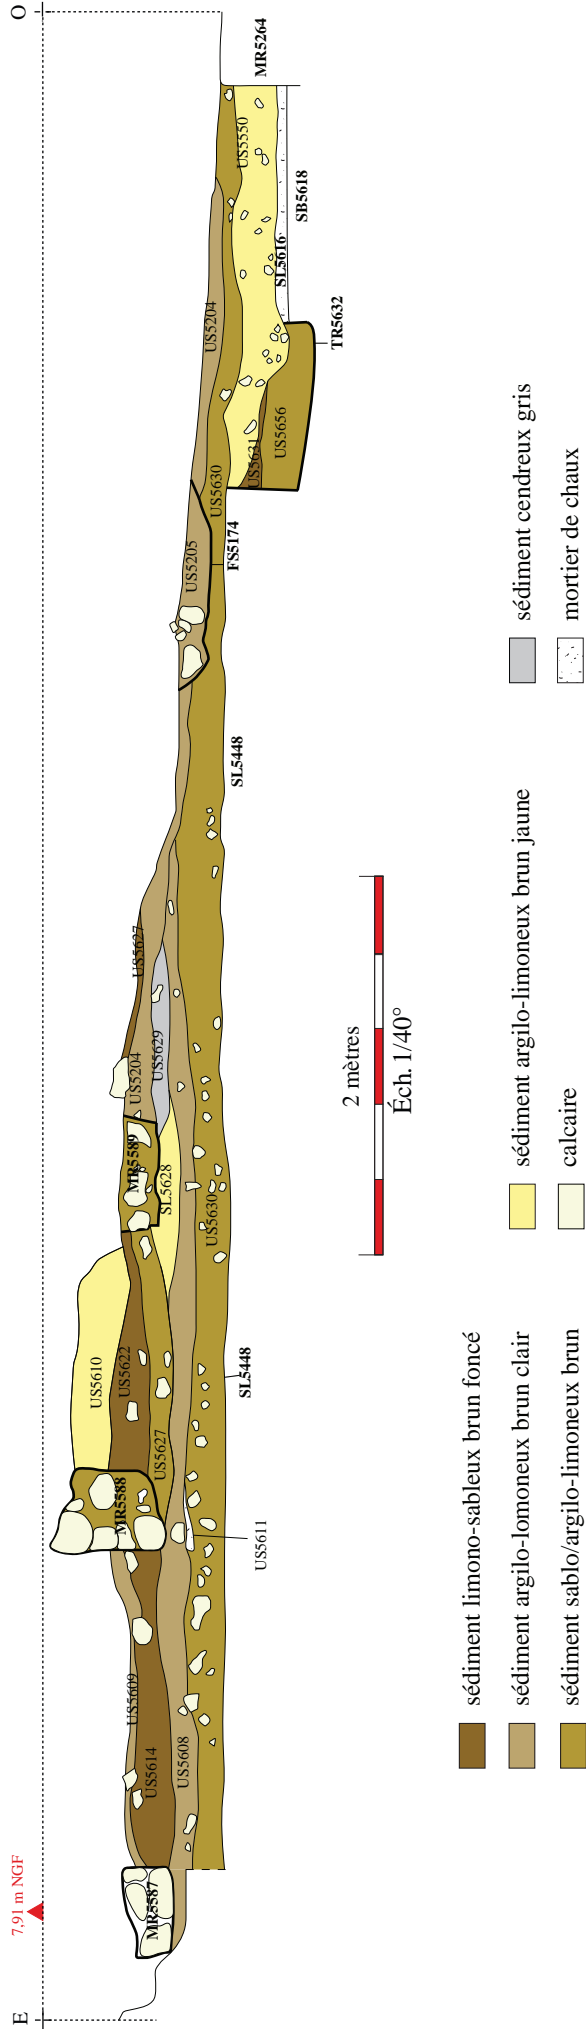 E
O
7,91 m NGF
MR5587
US5609
US5614
US5608
MR5588
US5611
US5610
US5622
US5627
SL5448
MR5589
SL5628
US5630
US5204
US5629
US5627
SL5448
US5205
FS5174
US5630
US5204
US5631
US5656
TR5632
SL5616
SB5618
US5550
MR5264
2 mètres
Éch. 1/40°
sédiment limono-sableux brun foncé
sédiment argilo-lomoneux brun clair
sédiment sablo/argilo-limoneux brun
sédiment argilo-limoneux brun jaune
calcaire
sédiment cendreux gris
mortier de chaux